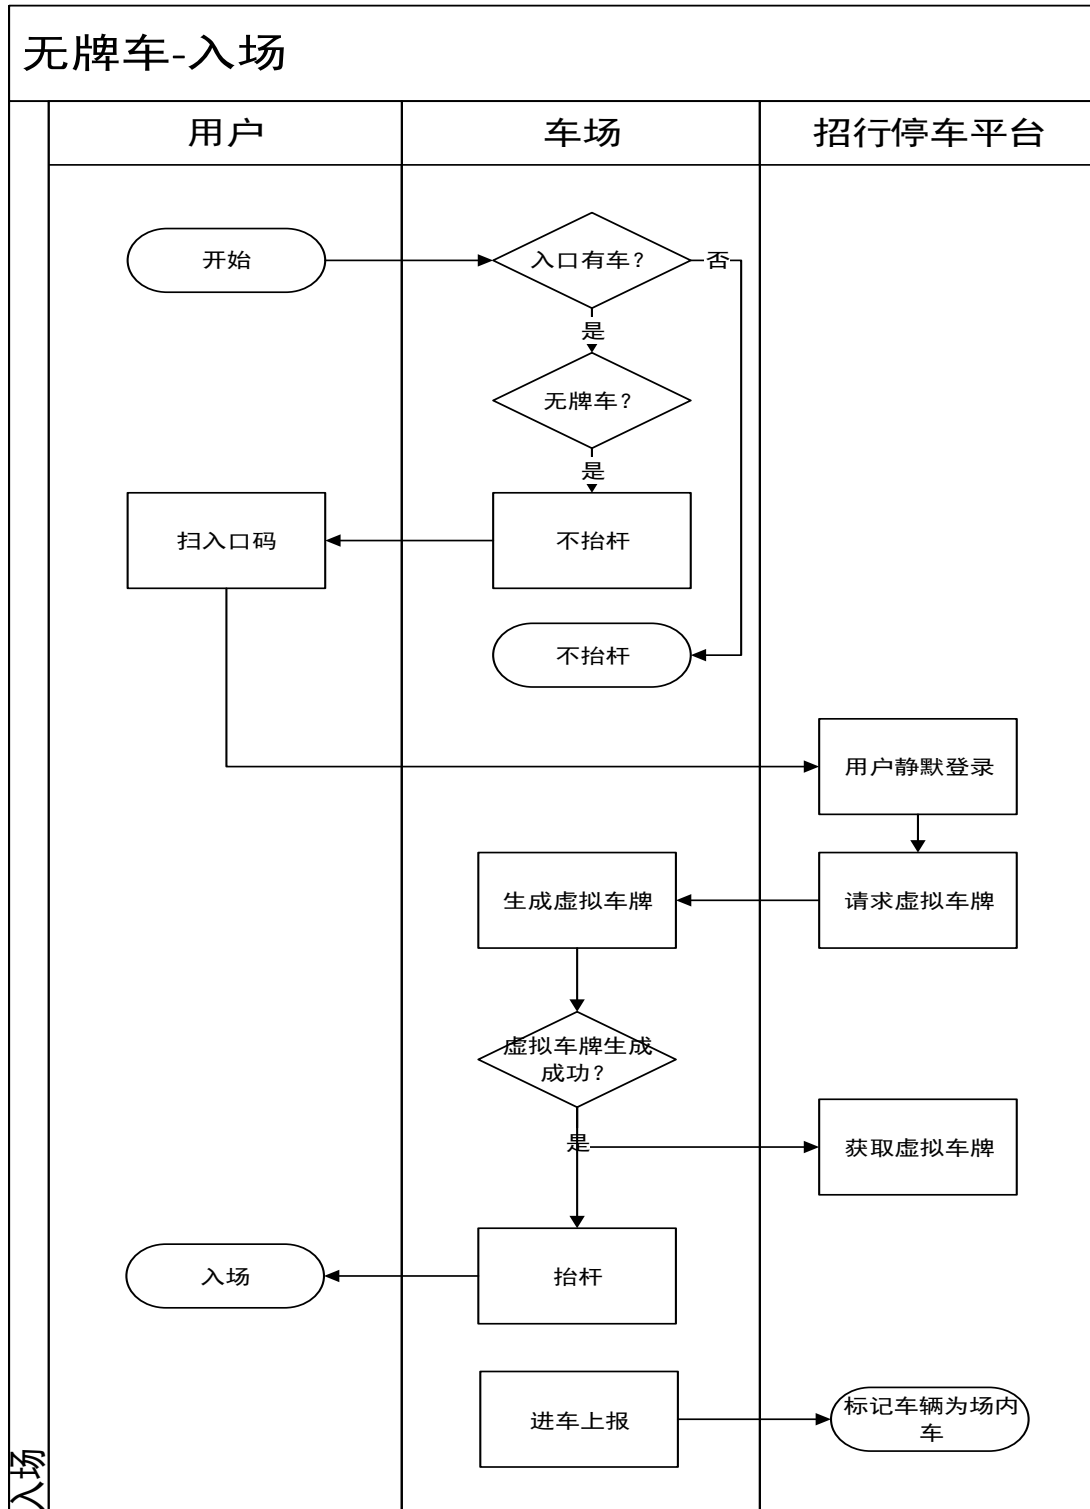 无牌车-入场
用户
车场
招行停车平台
开始
入口有车？
否
是
无牌车？
是
扫入口码
不抬杆
不抬杆
用户静默登录
生成虚拟车牌
请求虚拟车牌
虚拟车牌生成
成功？
是
获取虚拟车牌
入场
抬杆
进车上报
标记车辆为场内
车
入场